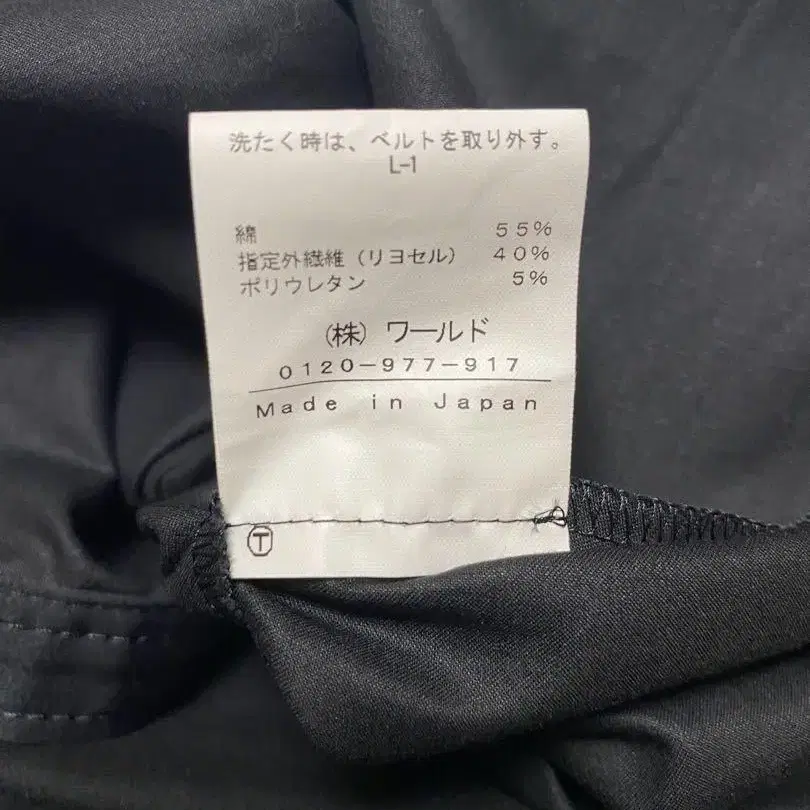 洗たく時は、ベルトを取り外す。
L-1
綿 55%
指定外繊維（リヨセル） 40%
ポリウレタン 5%
（株）ワールド
0120-977-917
Made in Japan
T